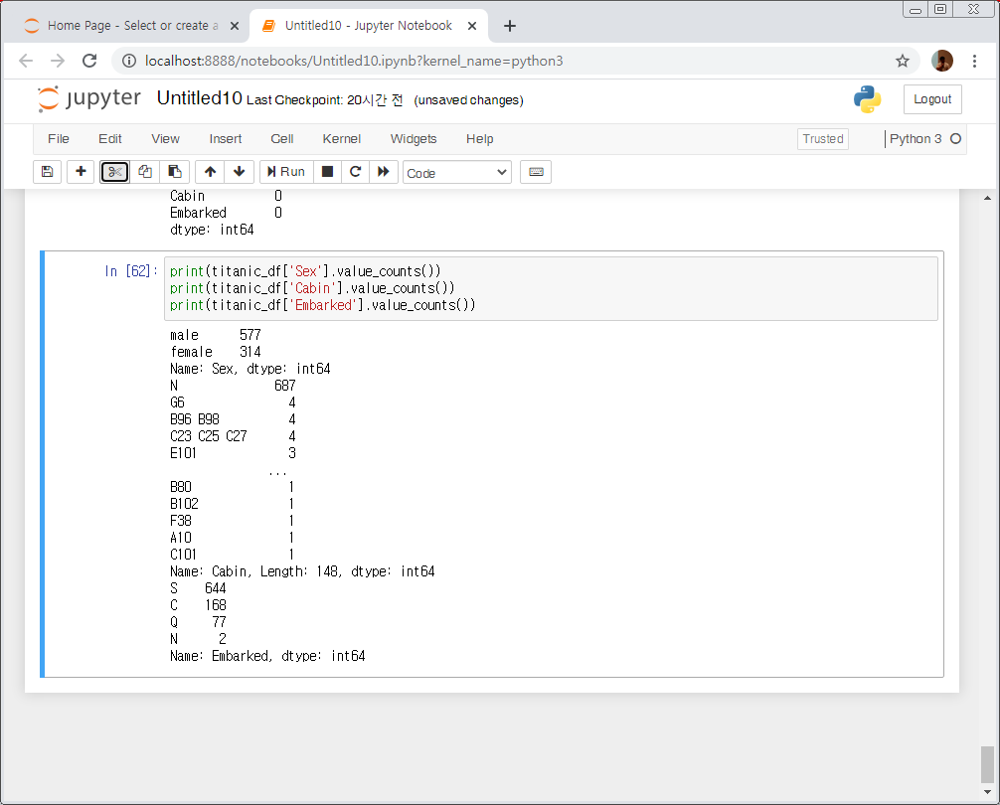 Home Page - Select or create a
Untitled10 - Jupyter Notebook
localhost:8888/notebooks/Untitled10.ipynb?kernel_name=python3
jupyter Untitled10 Last Checkpoint: 20시간 전 (unsaved changes)
Logout
File Edit View Insert Cell Kernel Widgets Help Trusted Python 3
Run Code
Cabin 0
Embarked 0
dtype: int64
In [62]: print(titanic_df['Sex'].value_counts())
print(titanic_df['Cabin'].value_counts())
print(titanic_df['Embarked'].value_counts())
male 577
female 314
Name: Sex, dtype: int64
N 687
G6 4
B96 B98 4
C23 C25 C27 4
E101 3
...
B80 1
B102 1
F38 1
A10 1
C101 1
Name: Cabin, Length: 148, dtype: int64
S 644
C 168
Q 77
N 2
Name: Embarked, dtype: int64